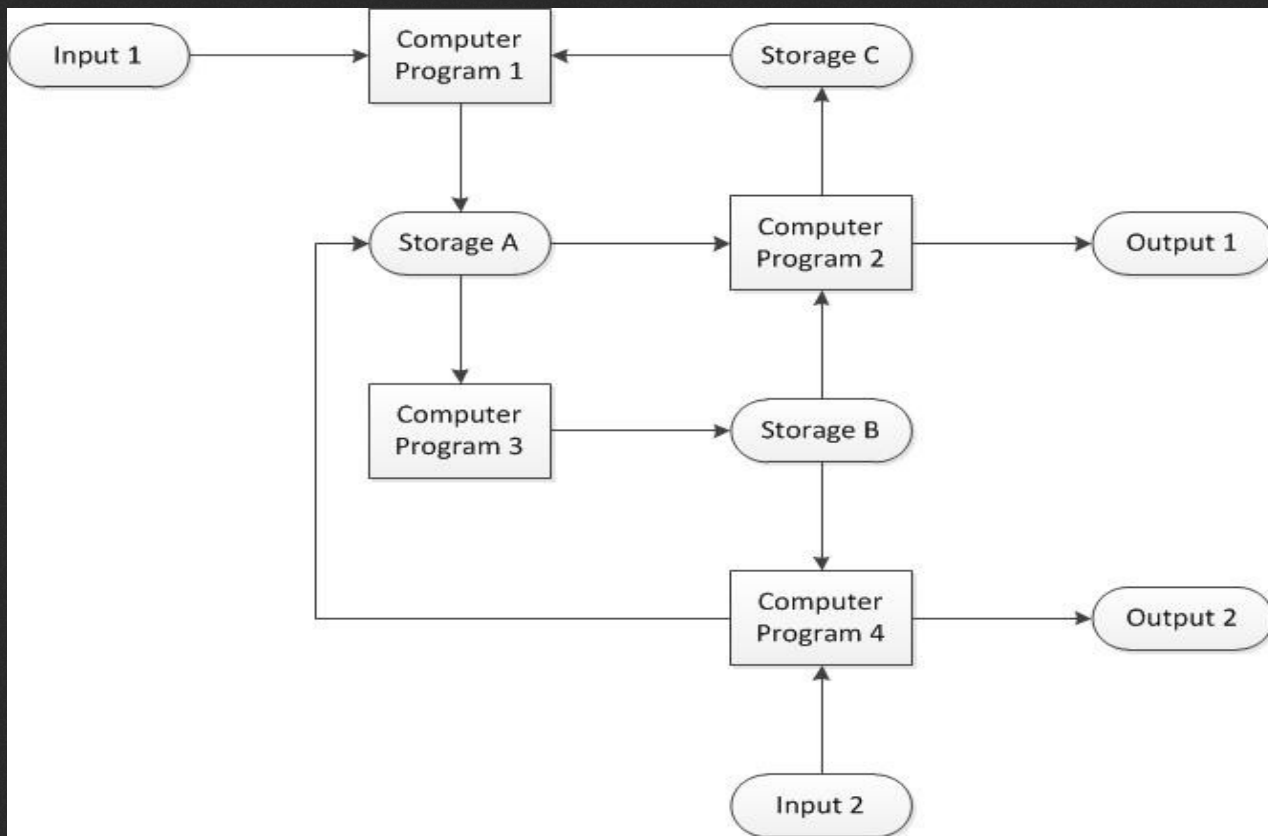 Input 1
Computer
Program 1
Storage C
Storage A
Computer
Program 2
Output 1
Computer
Program 3
Storage B
Computer
Program 4
Output 2
Input 2